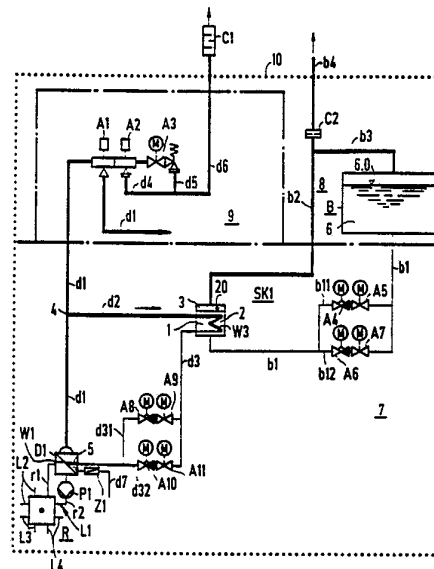 C1
10
b4
A1 A2 M A3
C2
b3
6.0
d6
8
B
d4 d5
b2
6
d1
9
b1
d1
20
SK1
b11
M M
A5
d2
3
2
A4
4
1
W3
M M
A7
b1
b12
A6
d3
A9
M M
d1
A8
7
W1 D1
5
d31
M M
L2
r1
P1
Z1
d7
d32
A10
A11
r2
L3
R
L1
L4